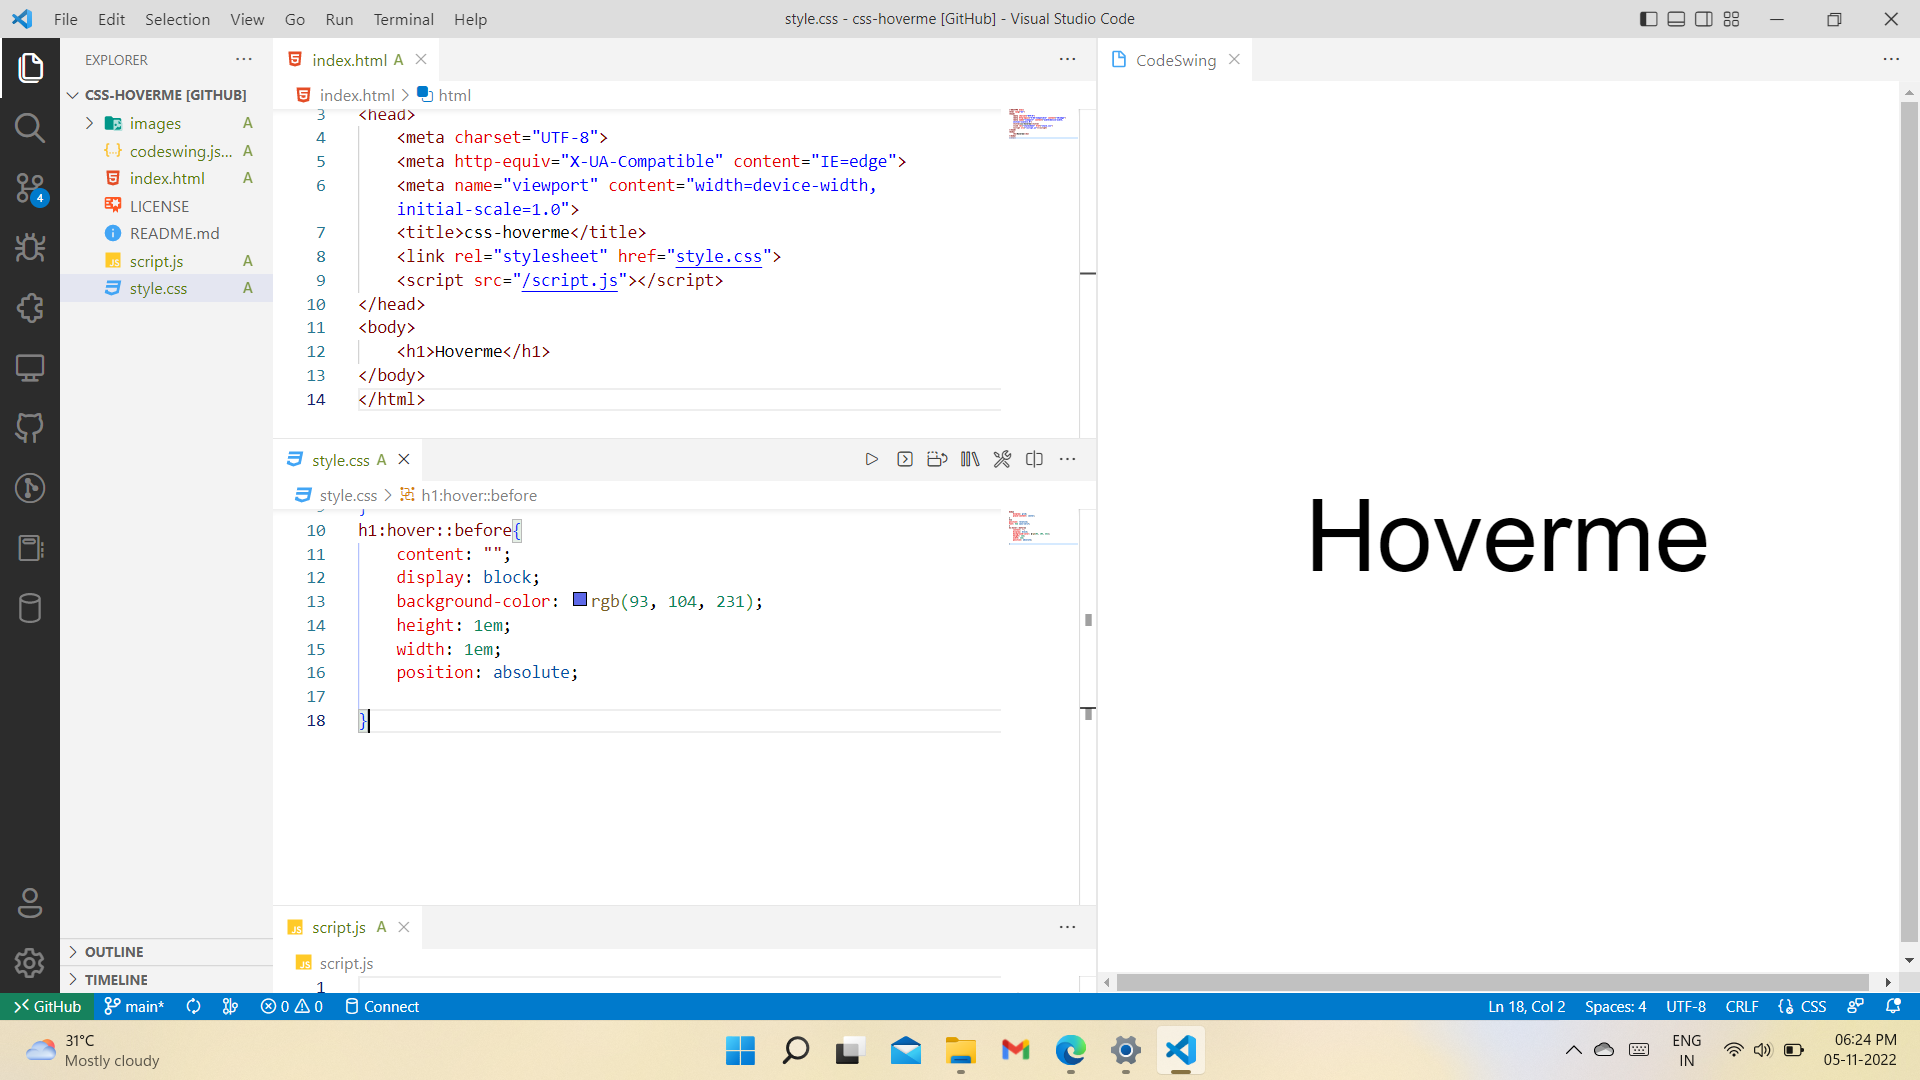 File Edit Selection View Go Run Terminal Help
style.css - css-hoverme [GitHub] - Visual Studio Code
EXPLORER
CSS-HOVERME [GITHUB]
images A
codeswing.js... A
index.html A
LICENSE
README.md
script.js A
style.css A
4
OUTLINE
TIMELINE
index.html A
index.html > html
3 <head>
4 <meta charset="UTF-8">
5 <meta http-equiv="X-UA-Compatible" content="IE=edge">
6 <meta name="viewport" content="width=device-width,
initial-scale=1.0">
7 <title>css-hoverme</title>
8 <link rel="stylesheet" href="style.css">
9 <script src="/script.js"></script>
10 </head>
11 <body>
12 <h1>Hoverme</h1>
13 </body>
14 </html>
style.css A
style.css > h1:hover::before
10 h1:hover::before{
11 content: "";
12 display: block;
13 background-color: rgb(93, 104, 231);
14 height: 1em;
15 width: 1em;
16 position: absolute;
17
18 }
script.js A
script.js
1
CodeSwing
Hoverme
GitHub main* 0 0 Connect
Ln 18, Col 2 Spaces: 4 UTF-8 CRLF CSS
31°C
Mostly cloudy
ENG
IN
06:24 PM
05-11-2022